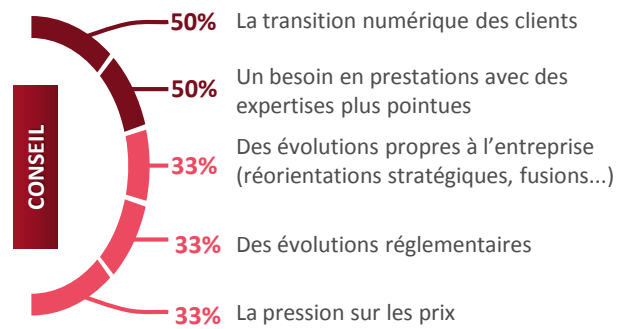 50% La transition numérique des clients
50% Un besoin en prestations avec des
expertises plus pointues
CONSEIL
33% Des évolutions propres à l’entreprise
(réorientations stratégiques, fusions...)
33% Des évolutions réglementaires
33% La pression sur les prix